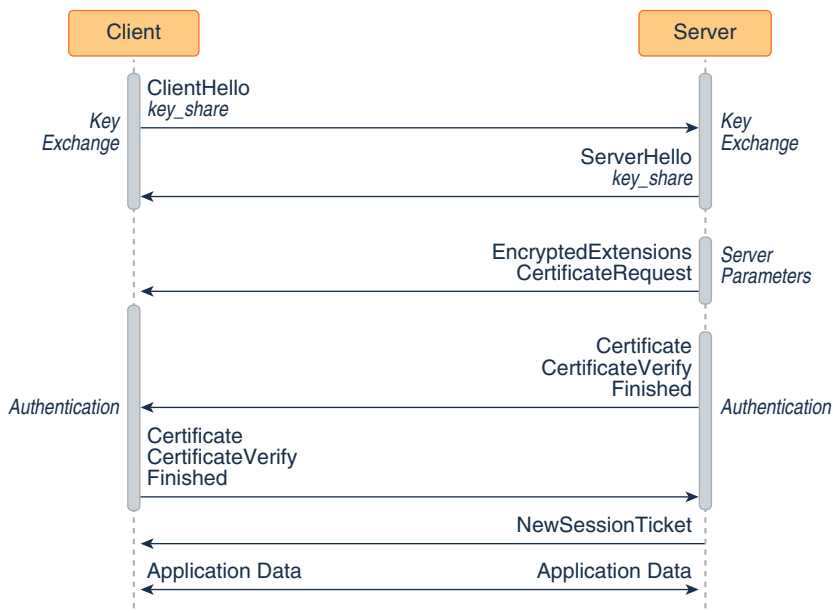 Client
Server
ClientHello
key_share
Key
Exchange
Key
Exchange
ServerHello
key_share
EncryptedExtensions
CertificateRequest
Server
Parameters
Certificate
CertificateVerify
Finished
Authentication
Authentication
Certificate
CertificateVerify
Finished
NewSessionTicket
Application Data
Application Data